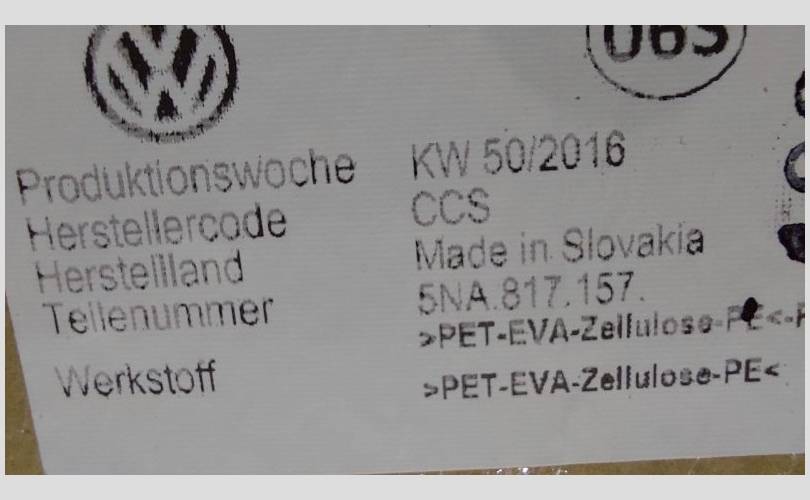 063
Produktionswoche KW 50/2016
Herstellercode CCS
Herstellland Made in Slovakia
Teilenummer 5NA.817.157.
>PET-EVA-Zellulose-PE<-
Werkstoff >PET-EVA-Zellulose-PE<